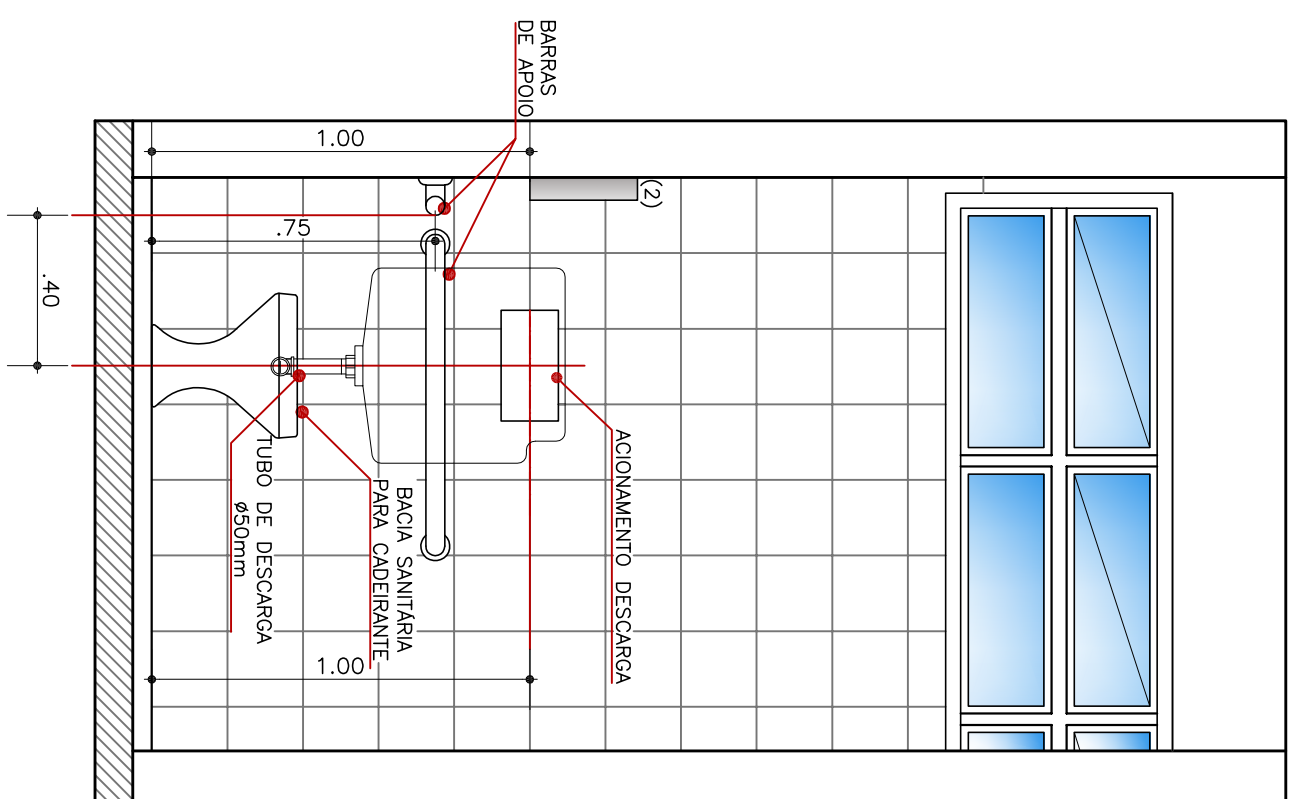 BARRAS
DE APOIO
(2)
1.00
.75
.40
ACIONAMENTO DESCARGA
BACIA SANITÁRIA
PARA CADEIRANTE
TUBO DE DESCARGA
ø50mm
1.00